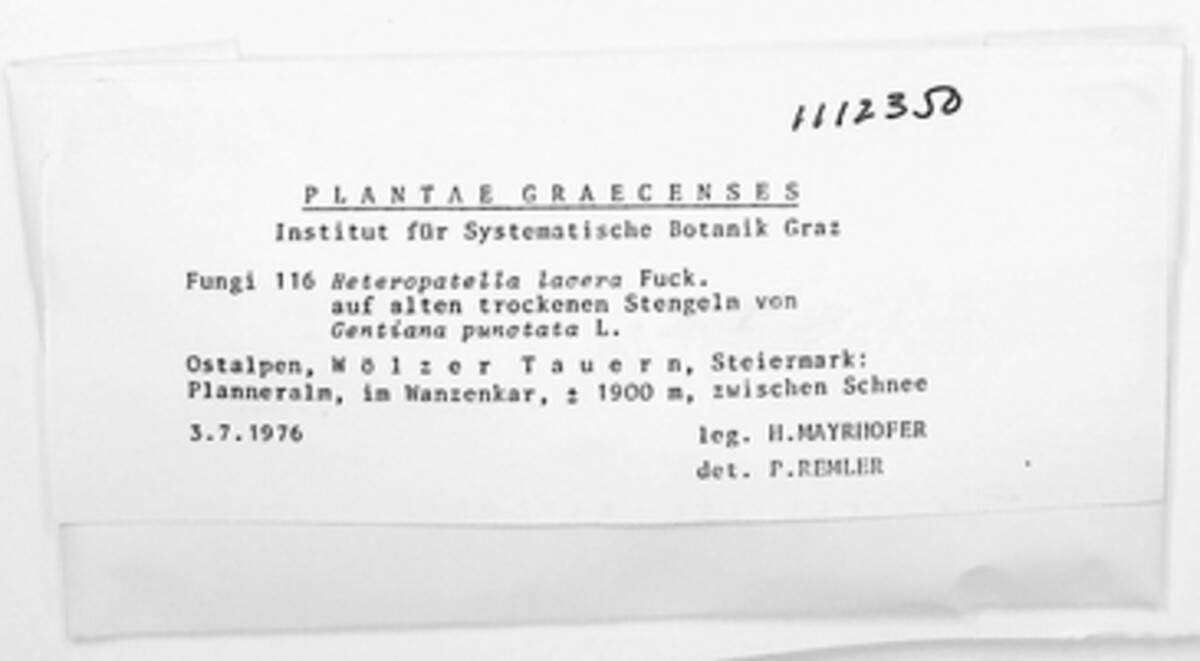 1112350
PLANTAE GRAECENSES
Institut für Systematische Botanik Graz
Fungi 116 Heteropatella lacera Fuck.
auf alten trockenen Stengeln von
Gentiana punctata L.
Ostalpen, Wölzer Tauern, Steiermark:
Planneralm, im Wanzenkar, ± 1900 m, zwischen Schnee
3.7.1976 leg. H.MAYRHOFER
det. P.REMLER